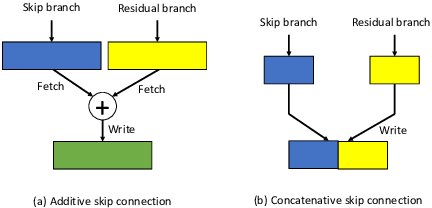 Skip branch Residual branch
Fetch Fetch
+
Write
(a) Additive skip connection
Skip branch Residual branch
Write
(b) Concatenative skip connection